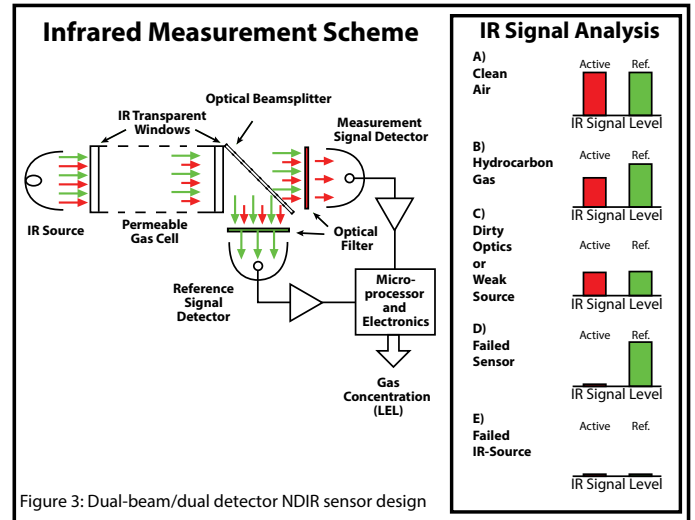 Infrared Measurement Scheme
Optical Beamsplitter
IR Transparent
Windows
Measurement
Signal Detector
IR Source
Permeable
Gas Cell
Optical
Filter
Reference
Signal
Detector
Micro-
processor
and
Electronics
Gas
Concentration
(LEL)
Figure 3: Dual-beam/dual detector NDIR sensor design
IR Signal Analysis
A)
Clean
Air
Active Ref.
IR Signal Level
B)
Hydrocarbon
Gas
Active Ref.
IR Signal Level
C)
Dirty
Optics
or
Weak
Source
Active Ref.
IR Signal Level
D)
Failed
Sensor
Active Ref.
IR Signal Level
E)
Failed
IR-Source
Active Ref.
IR Signal Level